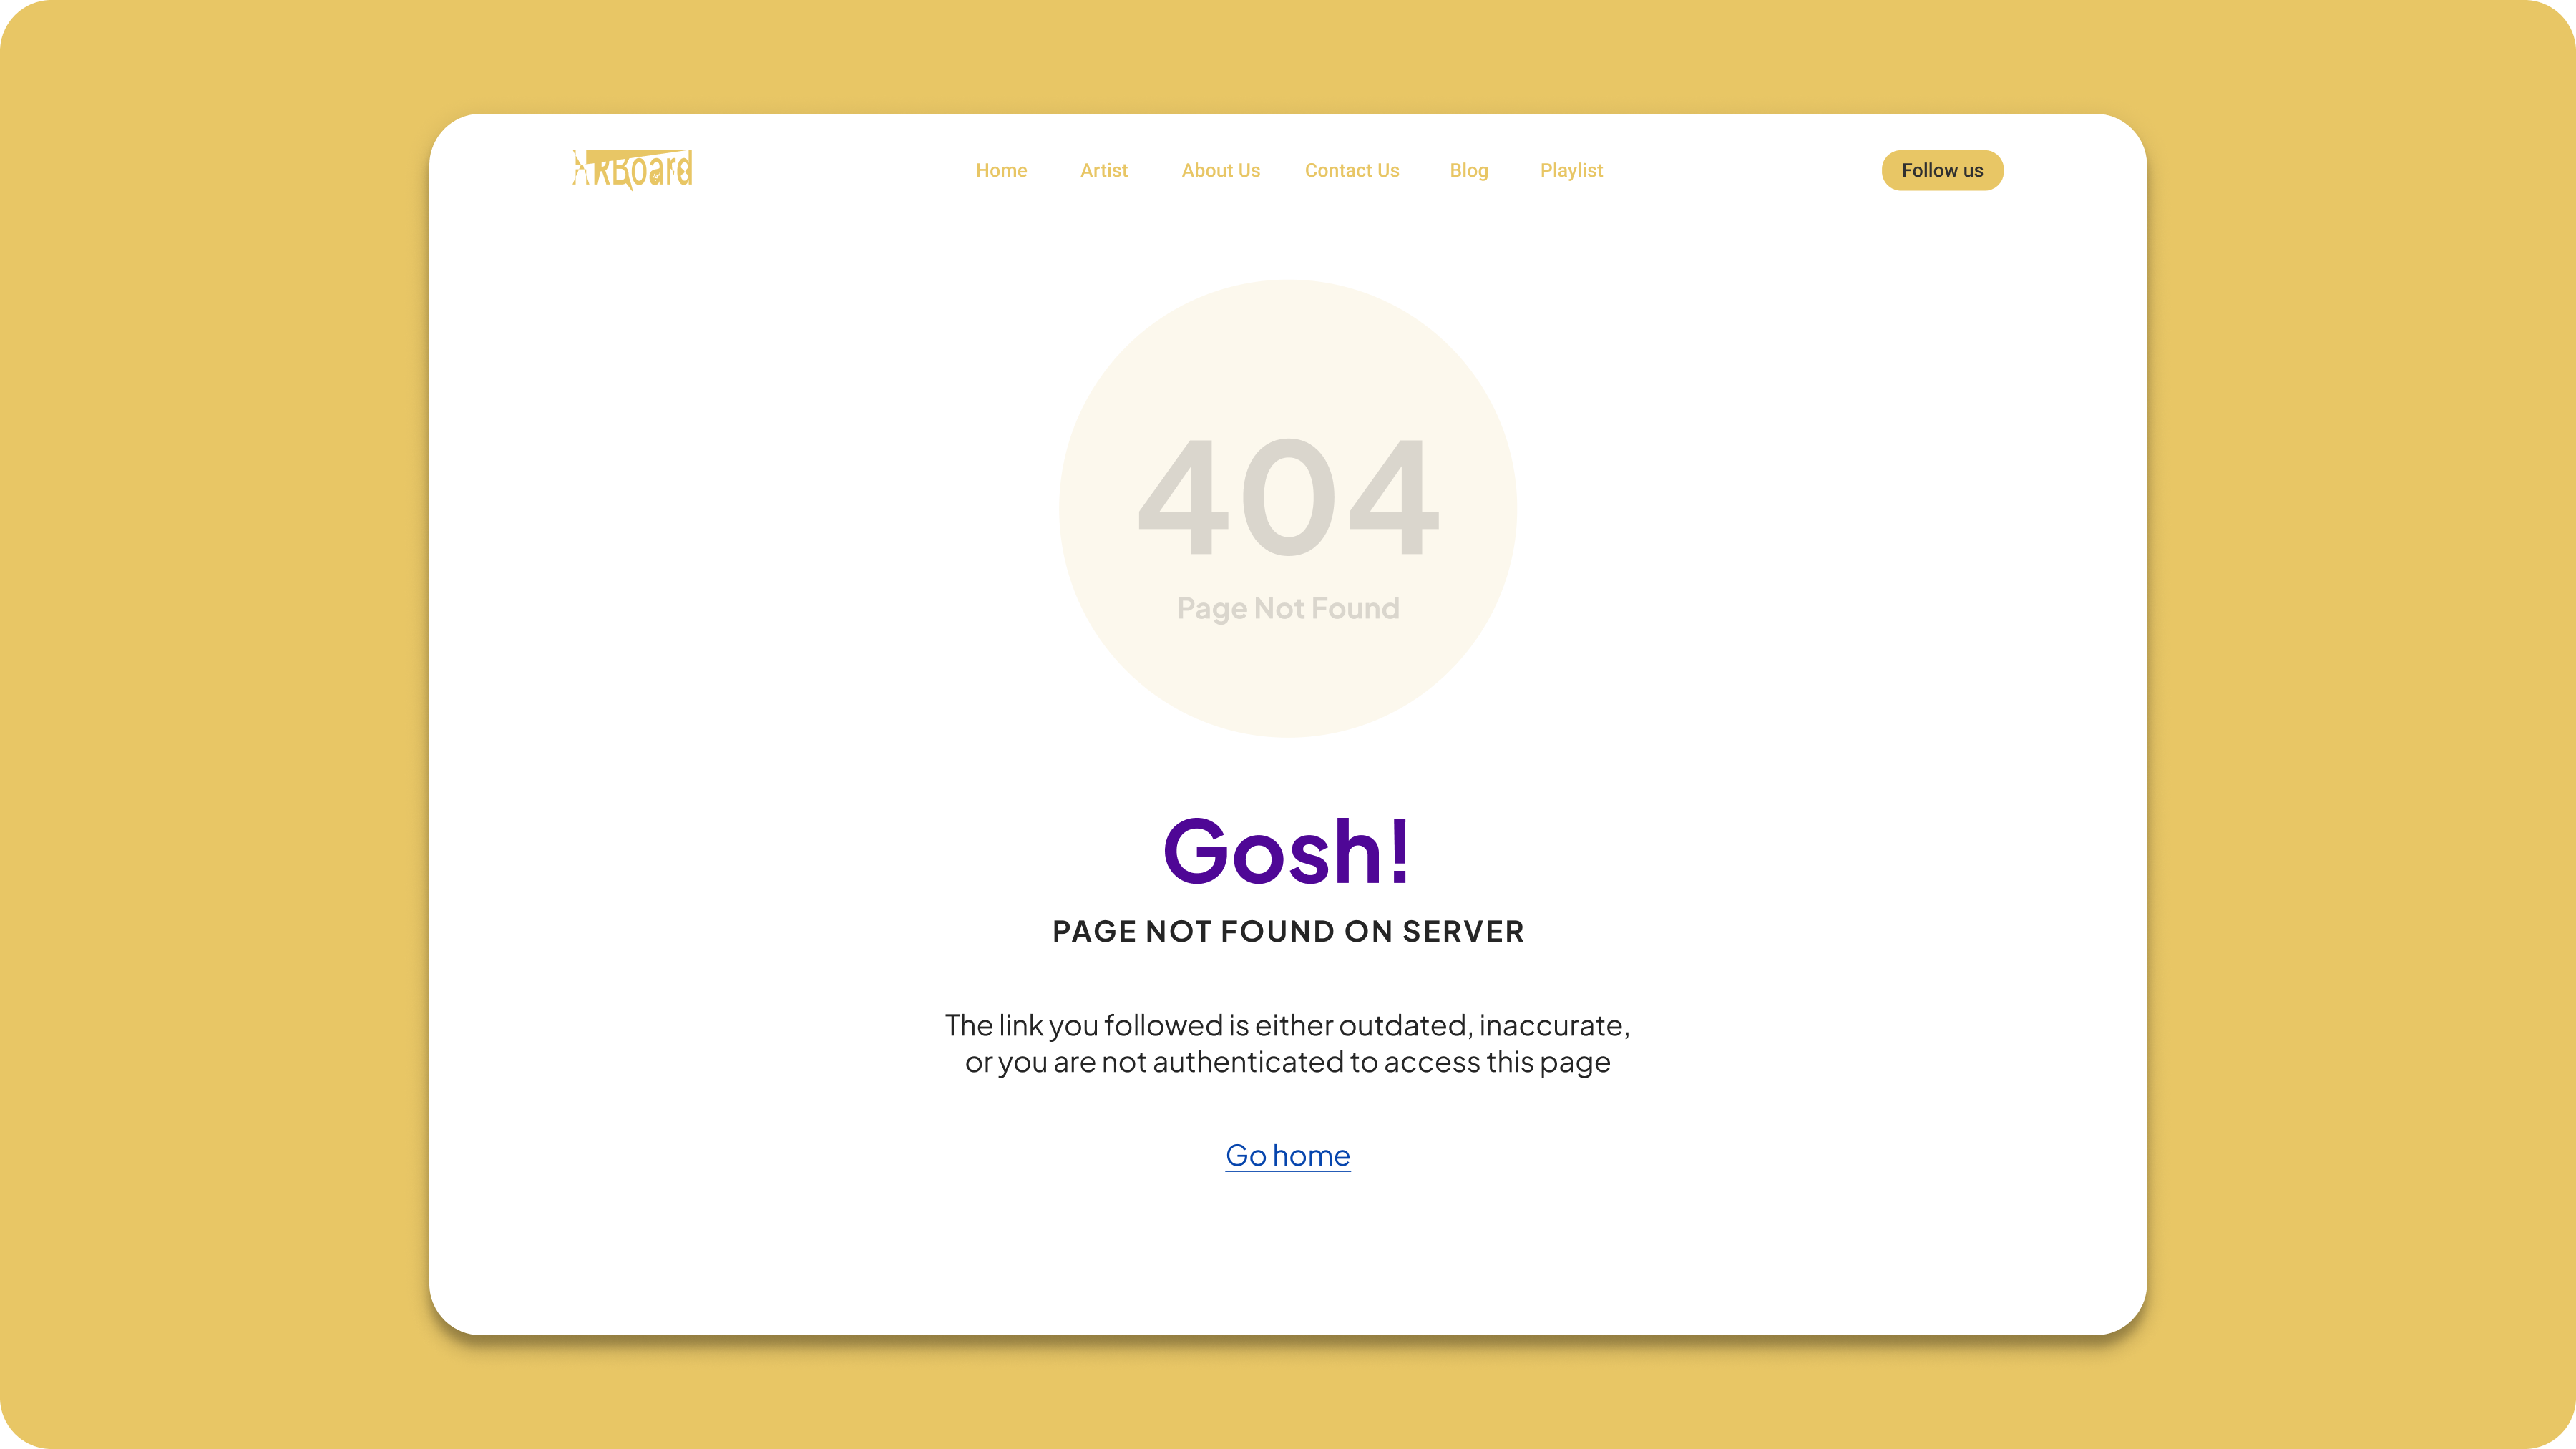 Home Artist About Us Contact Us Blog Playlist Follow us
404
Page Not Found
Gosh!
PAGE NOT FOUND ON SERVER
The link you followed is either outdated, inaccurate,
or you are not authenticated to access this page
Go home